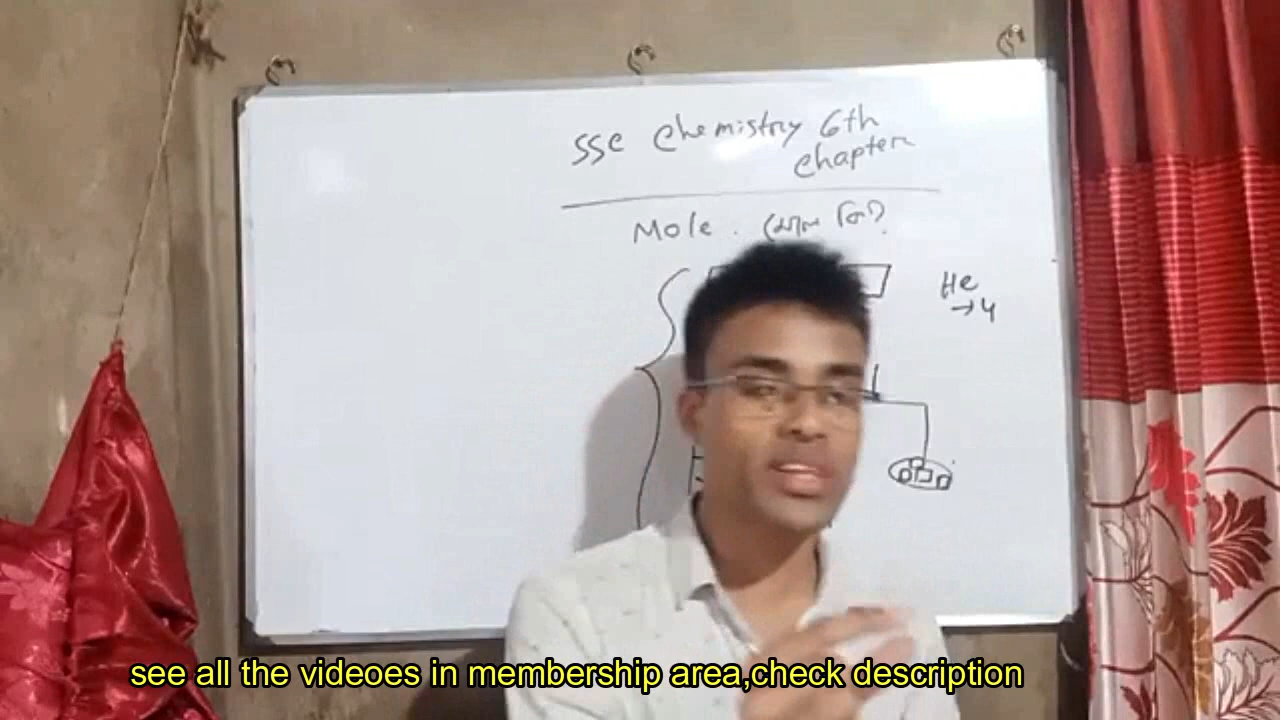 SSC Chemistry 6th
chapter
Mole . মোল কি?
He
→ 4
see all the videoes in membership area,check description